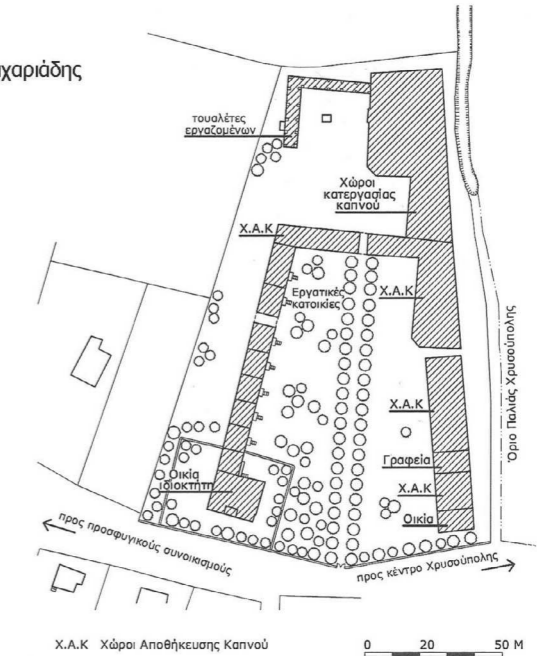 χαριάδης
τουαλέτες
εργαζομένων
Χώροι
κατεργασίας
καπνού
Χ.Α.Κ
Εργατικές
κατοικίες
Χ.Α.Κ
Χ.Α.Κ
Γραφεία
Χ.Α.Κ
Οικία
Οικία
ιδιοκτήτη
Όριο Παλιάς Χρυσούπολης
προς προσφυγικούς συνοικισμούς
προς κέντρο Χρυσούπολης
Χ.Α.Κ Χώροι Αποθήκευσης Καπνού
0 20 50 M